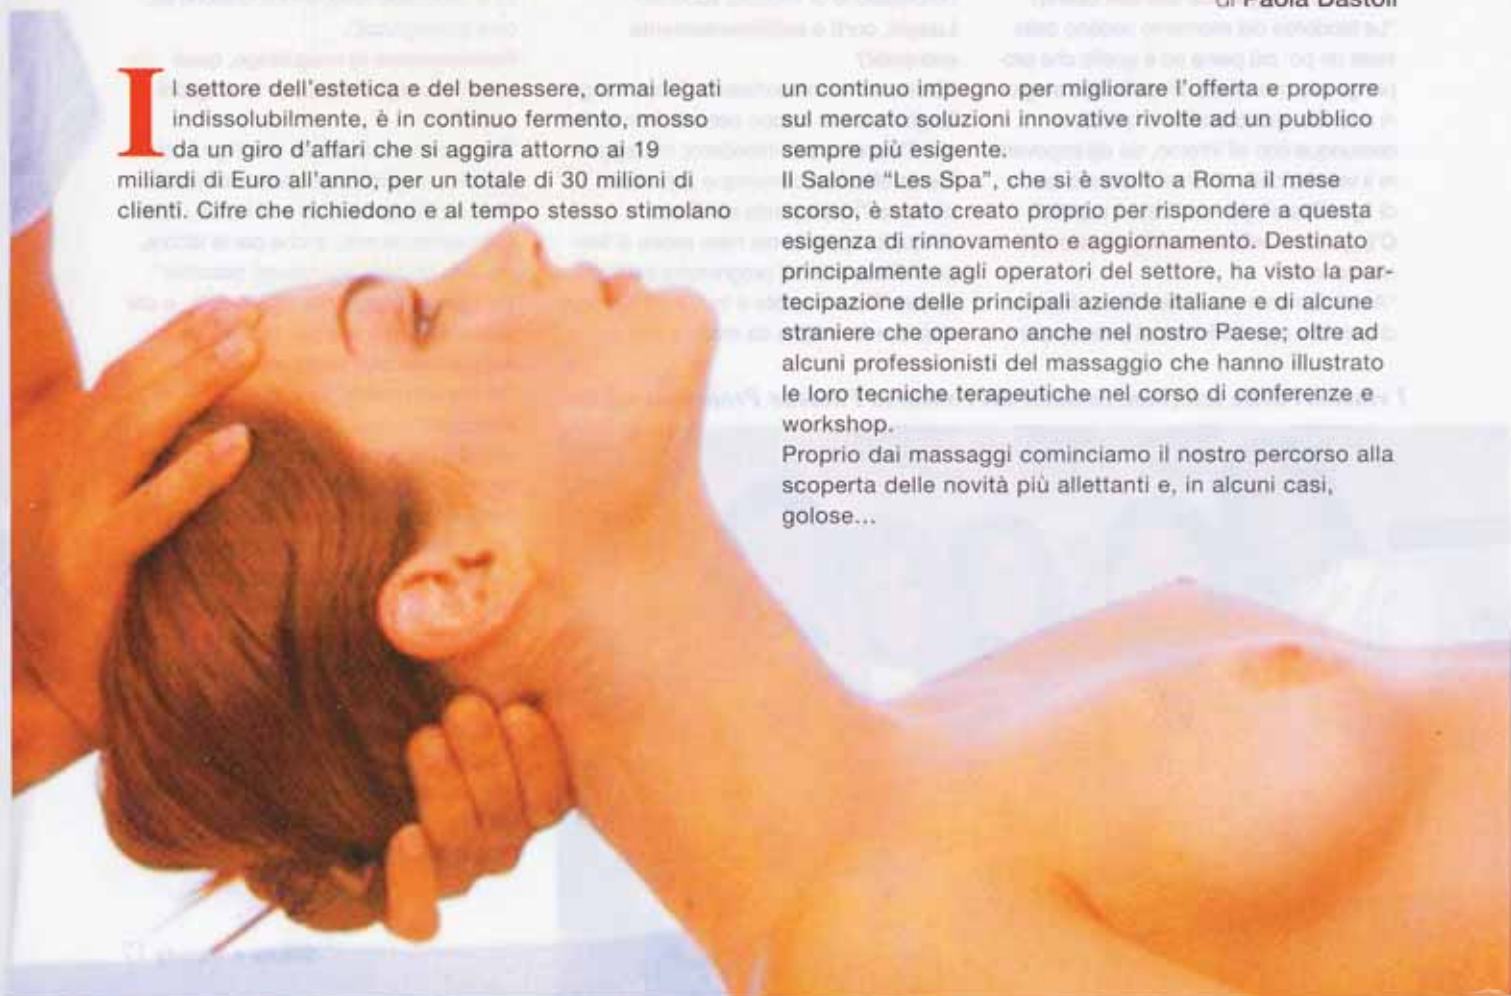 di Paola Dastoli
Il settore dell'estetica e del benessere, ormai legati
indissolubilmente, è in continuo fermento, mosso
da un giro d'affari che si aggira attorno ai 19
miliardi di Euro all'anno, per un totale di 30 milioni di
clienti. Cifre che richiedono e al tempo stesso stimolano
un continuo impegno per migliorare l'offerta e proporre
sul mercato soluzioni innovative rivolte ad un pubblico
sempre più esigente.
Il Salone “Les Spa”, che si è svolto a Roma il mese
scorso, è stato creato proprio per rispondere a questa
esigenza di rinnovamento e aggiornamento. Destinato
principalmente agli operatori del settore, ha visto la par-
tecipazione delle principali aziende italiane e di alcune
straniere che operano anche nel nostro Paese; oltre ad
alcuni professionisti del massaggio che hanno illustrato
le loro tecniche terapeutiche nel corso di conferenze e
workshop.
Proprio dai massaggi cominciamo il nostro percorso alla
scoperta delle novità più allettanti e, in alcuni casi,
golose...